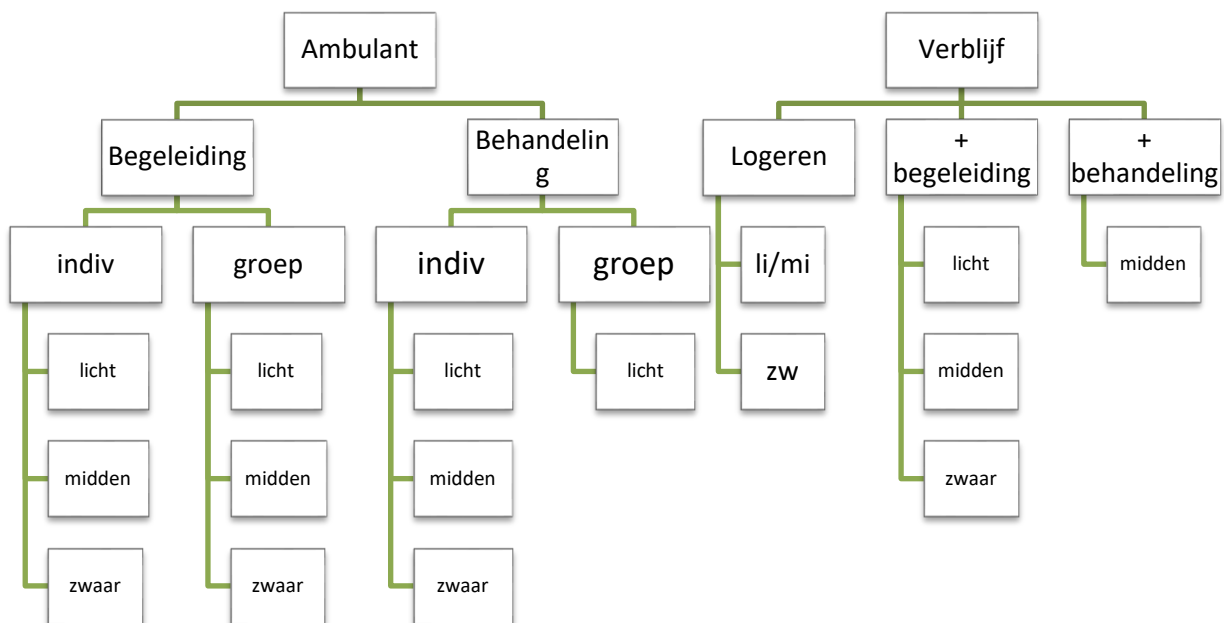 Ambulant
Verblijf
Begeleiding
Behandelin
g
Logeren
+
begeleiding
+
behandeling
indiv
groep
indiv
groep
li/mi
licht
midden
licht
licht
licht
licht
zw
midden
midden
midden
midden
zwaar
zwaar
zwaar
zwaar